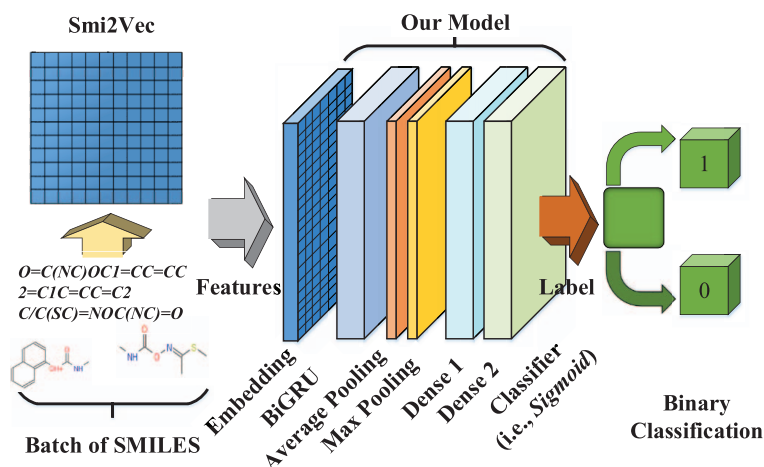 Smi2Vec
Our Model
O=C(NC)OC1=CC=CC
2=C1C=CC=C2
C/C(SC)=NOC(NC)=O
Batch of SMILES
Features
Embedding
BiGRU
Average Pooling
Max Pooling
Dense 1
Dense 2
Classifier
(i.e., Sigmoid)
Label
1
0
Binary
Classification